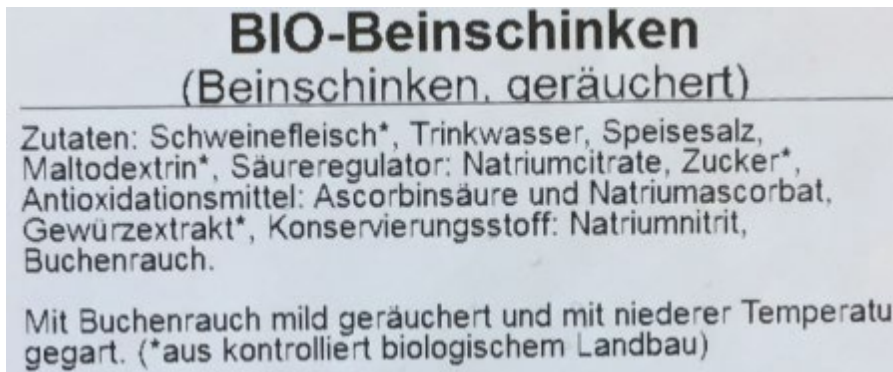 BIO-Beinschinken
(Beinschinken, geräuchert)
Zutaten: Schweinefleisch*, Trinkwasser, Speisesalz,
Maltodextrin*, Säureregulator: Natriumcitrate, Zucker*,
Antioxidationsmittel: Ascorbinsäure und Natriumascorbat,
Gewürzextrakt*, Konservierungsstoff: Natriumnitrit,
Buchenrauch.
Mit Buchenrauch mild geräuchert und mit niederer Temperatu
gegart. (*aus kontrolliert biologischem Landbau)